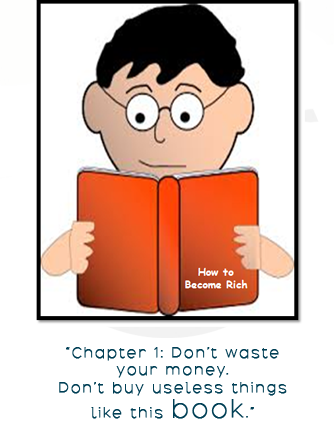 How to
Become Rich
"Chapter 1: Don't waste
your money.
Don't buy useless things
like this book."